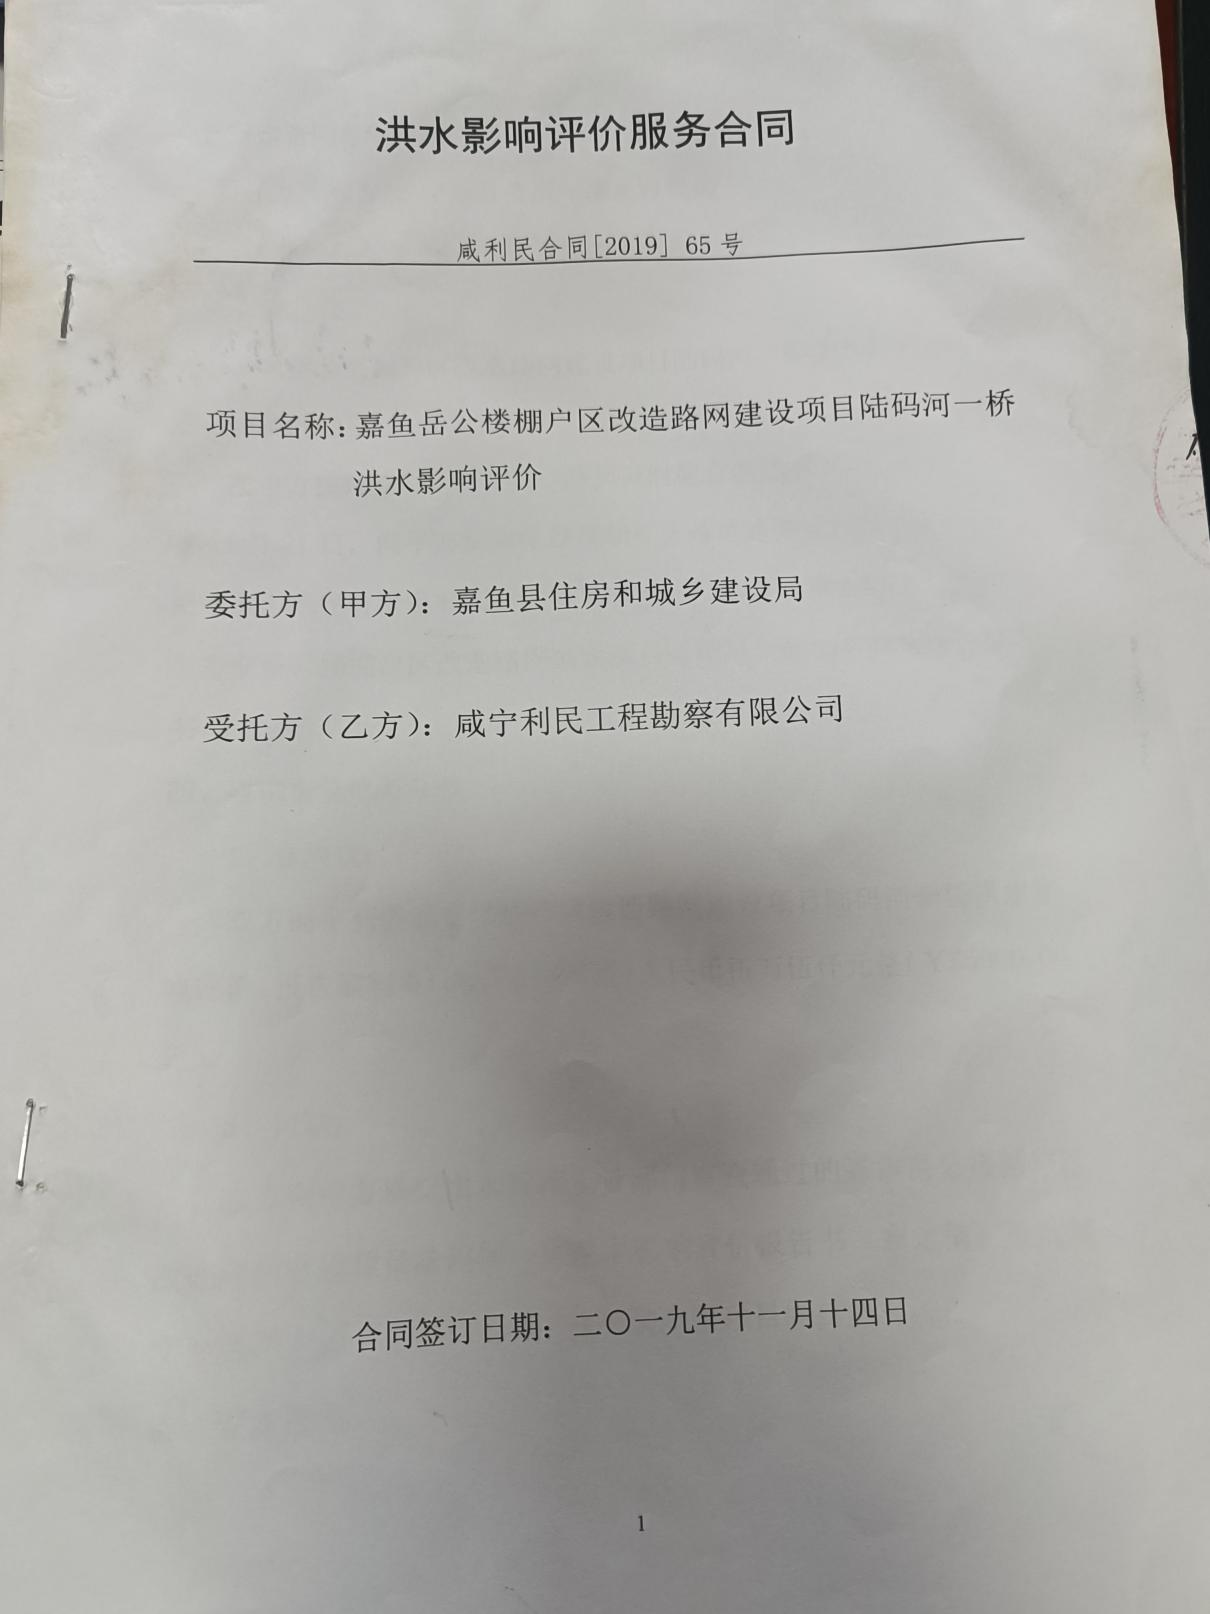 洪水影响评价服务合同
咸利民合同[2019] 65 号
项目名称：嘉鱼岳公楼棚户区改造路网建设项目陆码河一桥
洪水影响评价
委托方（甲方）：嘉鱼县住房和城乡建设局
受托方（乙方）：咸宁利民工程勘察有限公司
合同签订日期：二〇一九年十一月十四日
1